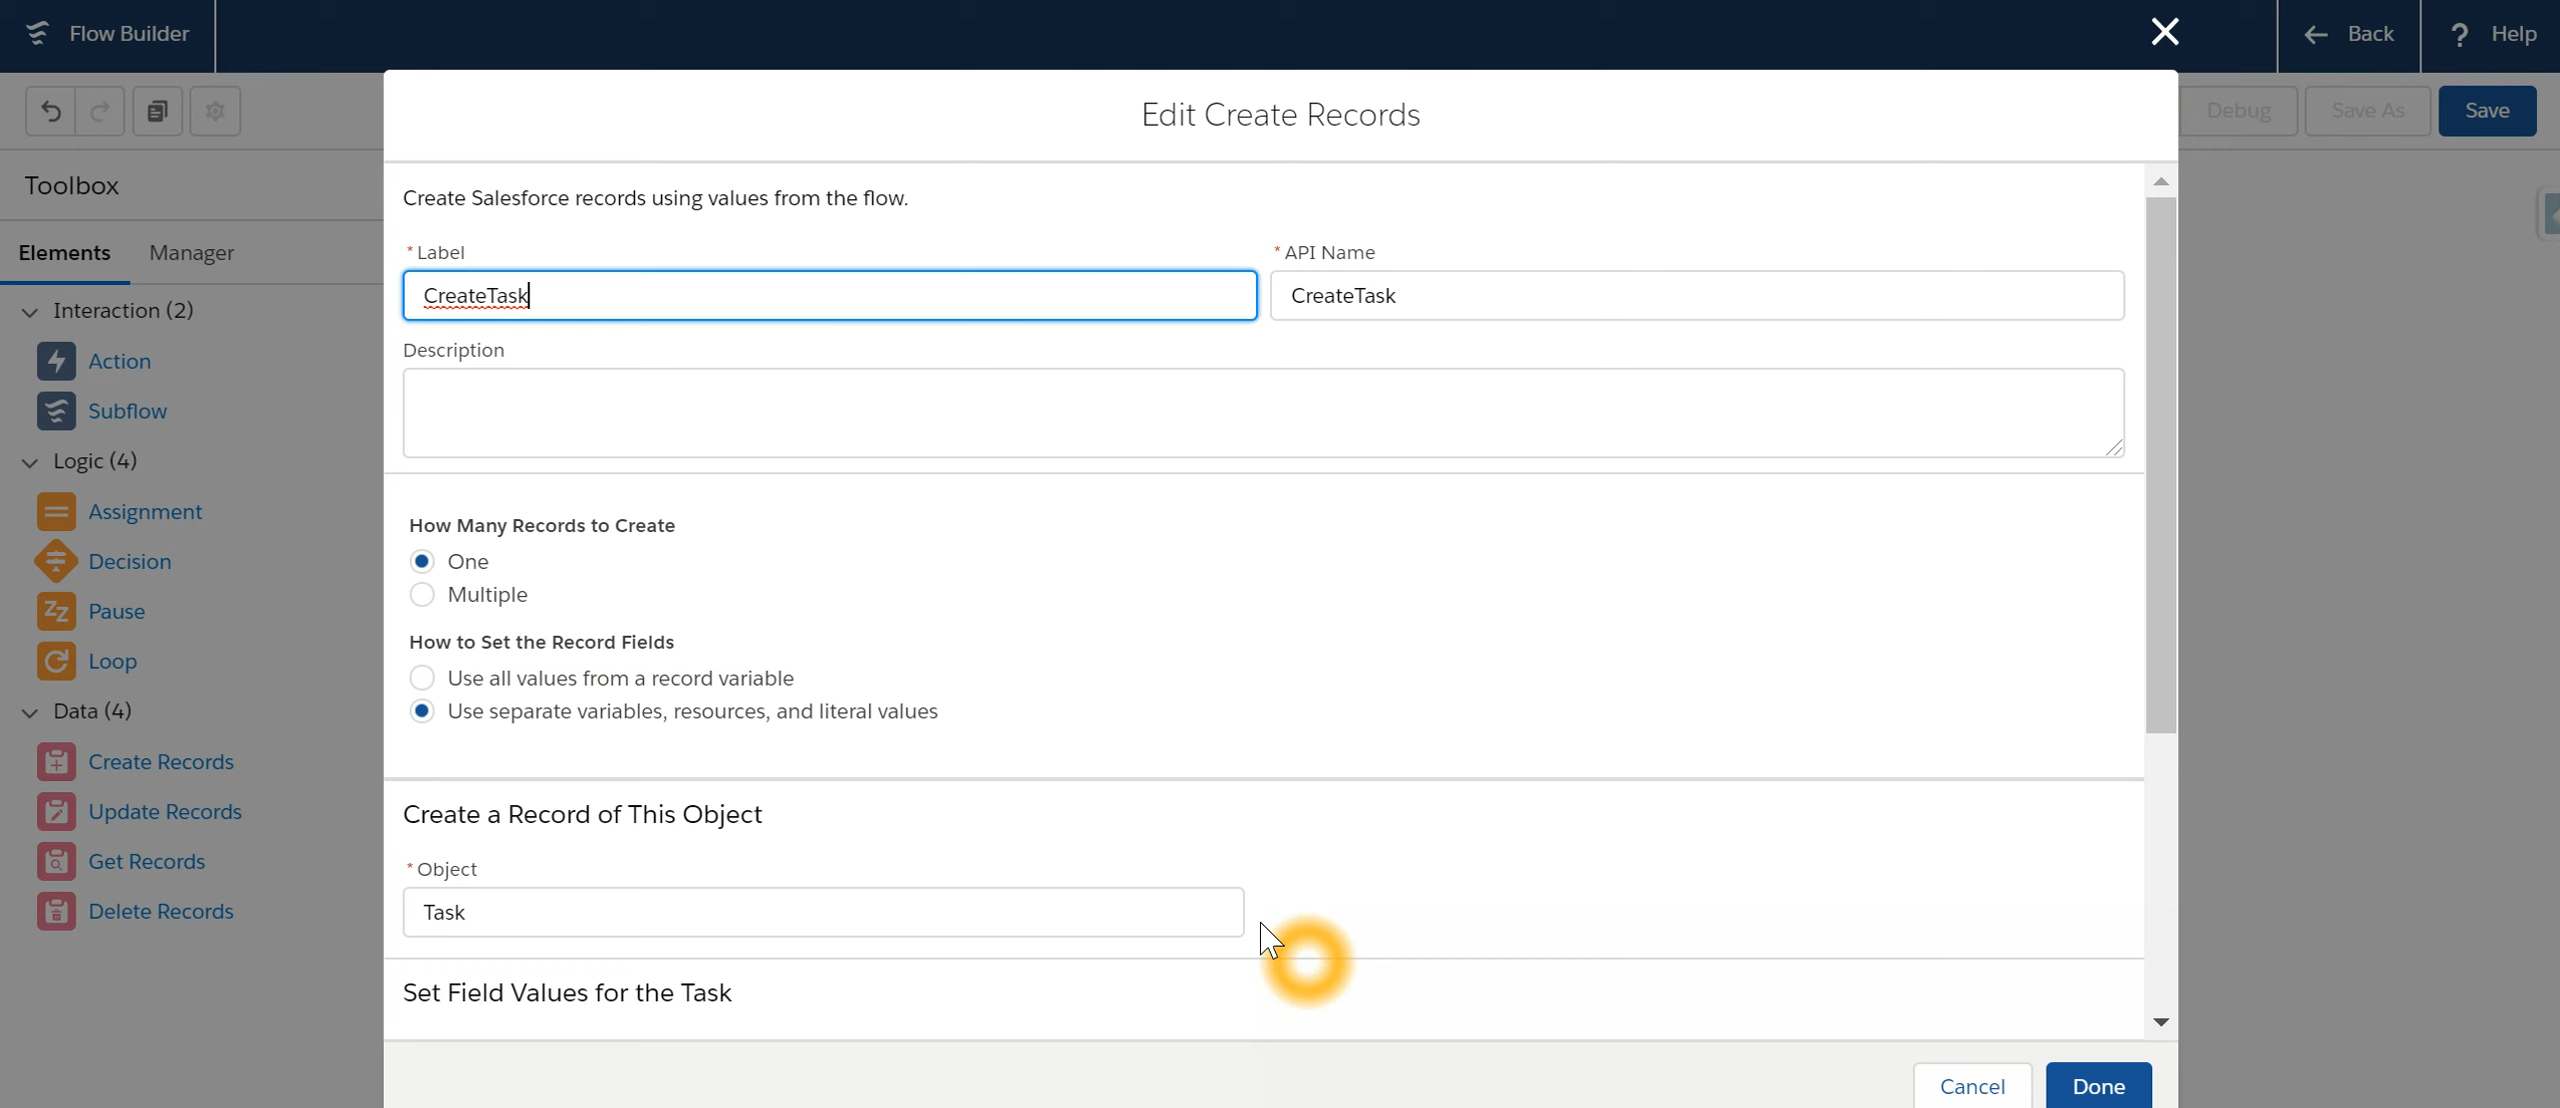 Flow Builder
Back
? Help
Debug
Save As
Save
Edit Create Records
Toolbox
Elements
Manager
Interaction (2)
Action
Subflow
Logic (4)
Assignment
Decision
Pause
Loop
Data (4)
Create Records
Update Records
Get Records
Delete Records
Create Salesforce records using values from the flow.
* Label
* API Name
CreateTask
CreateTask
Description
How Many Records to Create
One
Multiple
How to Set the Record Fields
Use all values from a record variable
Use separate variables, resources, and literal values
Create a Record of This Object
* Object
Task
Set Field Values for the Task
Cancel
Done